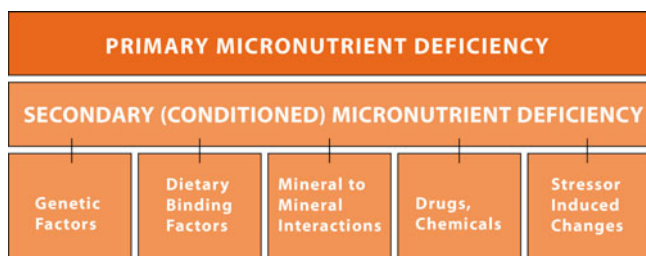 PRIMARY MICRONUTRIENT DEFICIENCY
SECONDARY (CONDITIONED) MICRONUTRIENT DEFICIENCY
Genetic
Factors
Dietary
Binding
Factors
Mineral to
Mineral
Interactions
Drugs,
Chemicals
Stressor
Induced
Changes